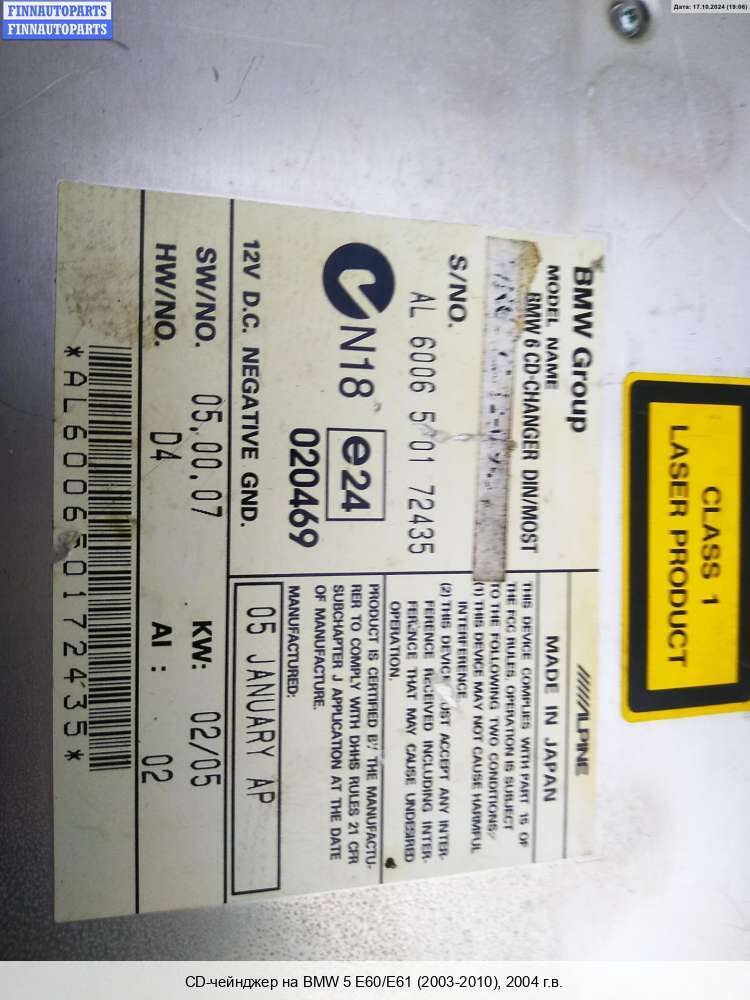 FINNAUTOPARTS
FINNAUTOPARTS
Дата: 17.10.2024 (19:06)
BMW Group
MODEL NAME
BMW 6 CD-CHANGER DIN/MOST
S/NO.
AL 6006 5 01 72435
N18
e24
020469
12V D.C. NEGATIVE GND.
SW/NO. 05.00.07 KW: 02/05
HW/NO. D4 AI : 02
*AL600650172435*
ALPINE
MADE IN JAPAN
THIS DEVICE COMPLIES WITH PART 15 OF
THE FCC RULES. OPERATION IS SUBJECT
TO THE FOLLOWING TWO CONDITIONS:
(1) THIS DEVICE MAY NOT CAUSE HARMFUL
INTERFERENCE.
(2) THIS DEVICE MUST ACCEPT ANY INTER-
FERENCE RECEIVED INCLUDING INTER-
FERENCE THAT MAY CAUSE UNDESIRED
OPERATION.
PRODUCT IS CERTIFIED BY THE MANUFACTU-
RER TO COMPLY WITH DHHS RULES 21 CFR
SUBCHAPTER J APPLICATION AT THE DATE
OF MANUFACTURE.
MANUFACTURED:
05 JANUARY AP
CLASS 1
LASER PRODUCT
CD-чейнджер на BMW 5 E60/E61 (2003-2010), 2004 г.в.